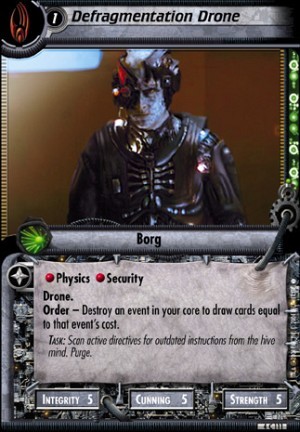 1 Defragmentation Drone
Borg
Physics Security
Drone.
Order – Destroy an event in your core to draw cards equal
to that event's cost.
TASK: Scan active directives for outdated instructions from the hive
mind. Purge.
INTEGRITY 5 CUNNING 5 STRENGTH 5
4 C 111